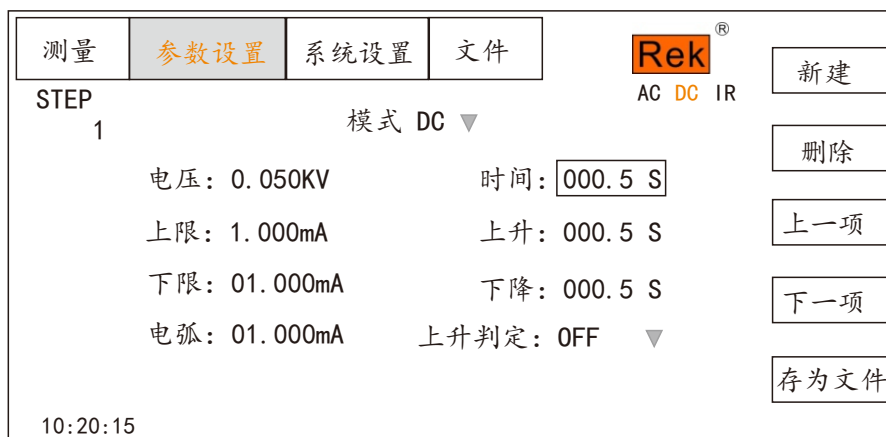 测量 参数设置 系统设置 文件 Rek ®
AC DC IR
STEP
1
模式 DC ▼
电压: 0.050KV 时间: 000.5 S
上限: 1.000mA 上升: 000.5 S
下限: 01.000mA 下降: 000.5 S
电弧: 01.000mA 上升判定: OFF ▼
10:20:15
新建
删除
上一项
下一项
存为文件